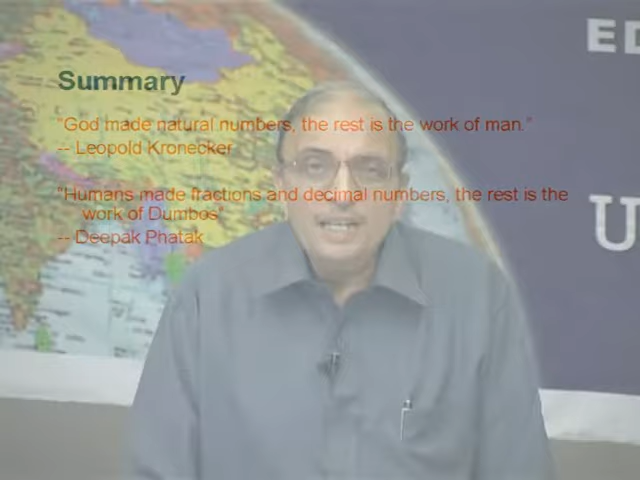 ED
Summary
"God made natural numbers, the rest is the work of man."
-- Leopold Kronecker
U
"Humans made fractions and decimal numbers, the rest is the
work of Dumbos"
-- Deepak Phatak